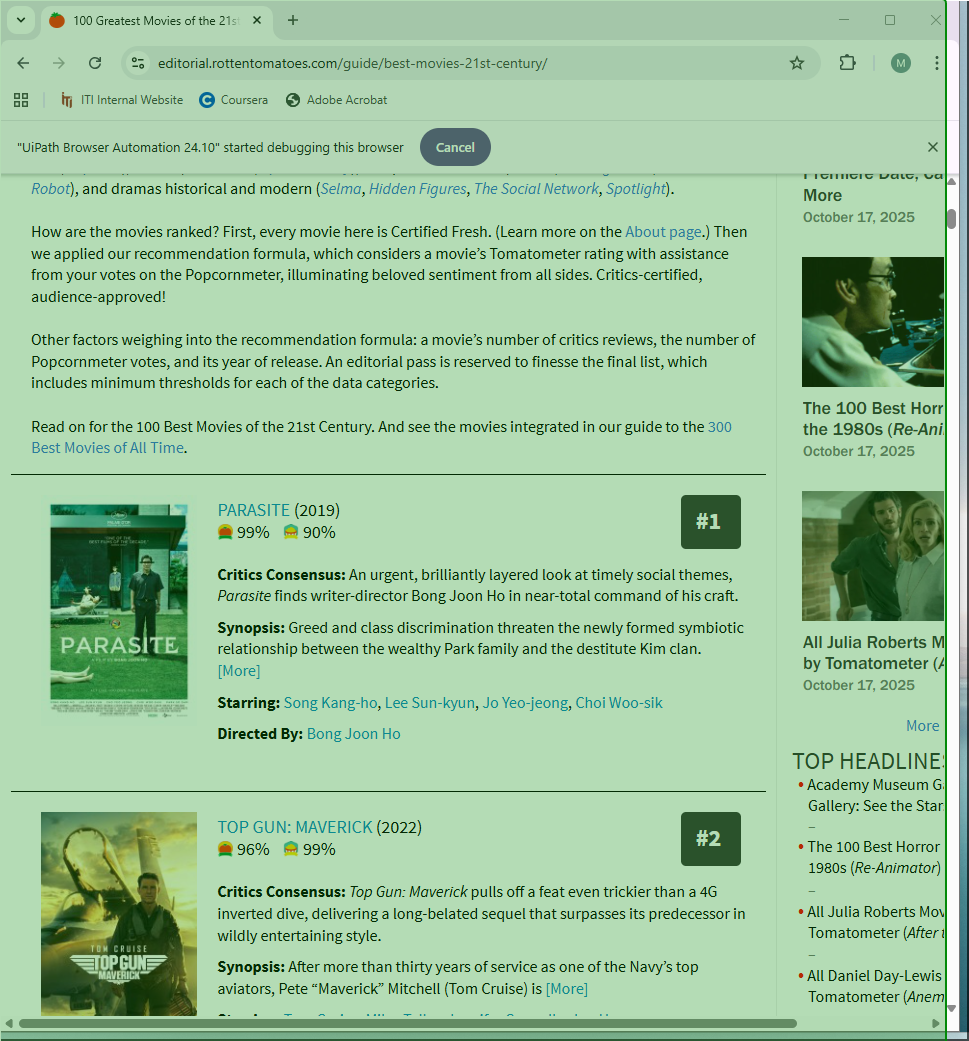 100 Greatest Movies of the 21st
editorial.rottentomatoes.com/guide/best-movies-21st-century/
M
ITI Internal Website
Coursera
Adobe Acrobat
"UiPath Browser Automation 24.10" started debugging this browser
Cancel
Robot), and dramas historical and modern (Selma, Hidden Figures, The Social Network, Spotlight).
How are the movies ranked? First, every movie here is Certified Fresh. (Learn more on the About page.) Then
we applied our recommendation formula, which considers a movie’s Tomatometer rating with assistance
from your votes on the Popcornmeter, illuminating beloved sentiment from all sides. Critics-certified,
audience-approved!
Other factors weighing into the recommendation formula: a movie’s number of critics reviews, the number of
Popcornmeter votes, and its year of release. An editorial pass is reserved to finesse the final list, which
includes minimum thresholds for each of the data categories.
Read on for the 100 Best Movies of the 21st Century. And see the movies integrated in our guide to the 300
Best Movies of All Time.
PARASITE
PARASITE (2019)
#1
99% 90%
Critics Consensus: An urgent, brilliantly layered look at timely social themes,
Parasite finds writer-director Bong Joon Ho in near-total command of his craft.
Synopsis: Greed and class discrimination threaten the newly formed symbiotic
relationship between the wealthy Park family and the destitute Kim clan.
[More]
Starring: Song Kang-ho, Lee Sun-kyun, Jo Yeo-jeong, Choi Woo-sik
Directed By: Bong Joon Ho
TOM CRUISE
TOP GUN
MAVERICK
TOP GUN: MAVERICK (2022)
#2
96% 99%
Critics Consensus: Top Gun: Maverick pulls off a feat even trickier than a 4G
inverted dive, delivering a long-belated sequel that surpasses its predecessor in
wildly entertaining style.
Synopsis: After more than thirty years of service as one of the Navy’s top
aviators, Pete “Maverick” Mitchell (Tom Cruise) is [More]
Premiere Date, Ca
More
October 17, 2025
The 100 Best Horr
the 1980s (Re-Ani
October 17, 2025
All Julia Roberts M
by Tomatometer (A
October 17, 2025
More
TOP HEADLINES
• Academy Museum Ga
Gallery: See the Star
–
• The 100 Best Horror
1980s (Re-Animator)
–
• All Julia Roberts Mov
Tomatometer (After t
–
• All Daniel Day-Lewis
Tomatometer (Anem